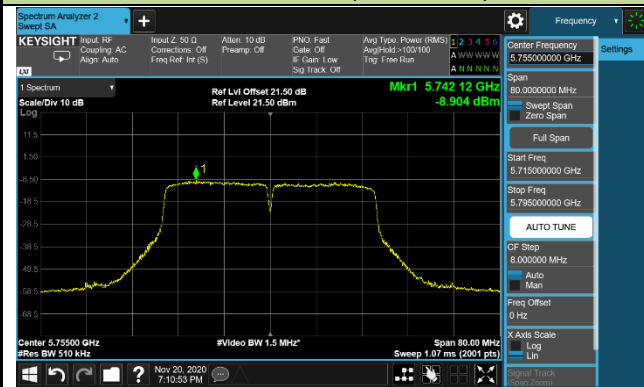 Spectrum Analyzer 2
Swept SA
Frequency
KEYSIGHT
Input: RF
Coupling: AC
Align: Auto
Input Z: 50 Ω
Corrections: Off
Freq Ref: Int (S)
Atten: 10 dB
Preamp: Off
PNO: Fast
Gate: Off
IF Gain: Low
Sig Track: Off
Avg Type: Power (RMS)
Avg|Hold:>100/100
Trig: Free Run
1 2 3 4 5 6
A W W W W W
A N N N N N
LXI
1 Spectrum
Scale/Div 10 dB
Log
Ref Lvl Offset 21.50 dB
Ref Level 21.50 dBm
Mkr1 5.742 12 GHz
-8.904 dBm
11.5
1.50
-8.50
-18.5
-28.5
-38.5
-48.5
-58.5
-68.5
1
Center 5.75500 GHz
#Res BW 510 kHz
#Video BW 1.5 MHz*
Span 80.00 MHz
Sweep 1.07 ms (2001 pts)
Nov 20, 2020
7:10:53 PM
Settings
Center Frequency
5.755000000 GHz
Span
80.0000000 MHz
Swept Span
Zero Span
Full Span
Start Freq
5.715000000 GHz
Stop Freq
5.795000000 GHz
AUTO TUNE
CF Step
8.000000 MHz
Auto
Man
Freq Offset
0 Hz
X Axis Scale
Log
Lin
Signal Track
(Span Zoom)